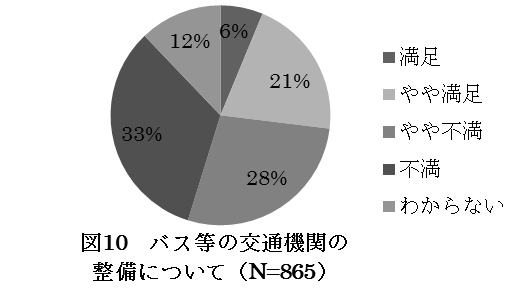 6%
21%
28%
33%
12%
満足
やや満足
やや不満
不満
わからない
図10　バス等の交通機関の
整備について（N=865）